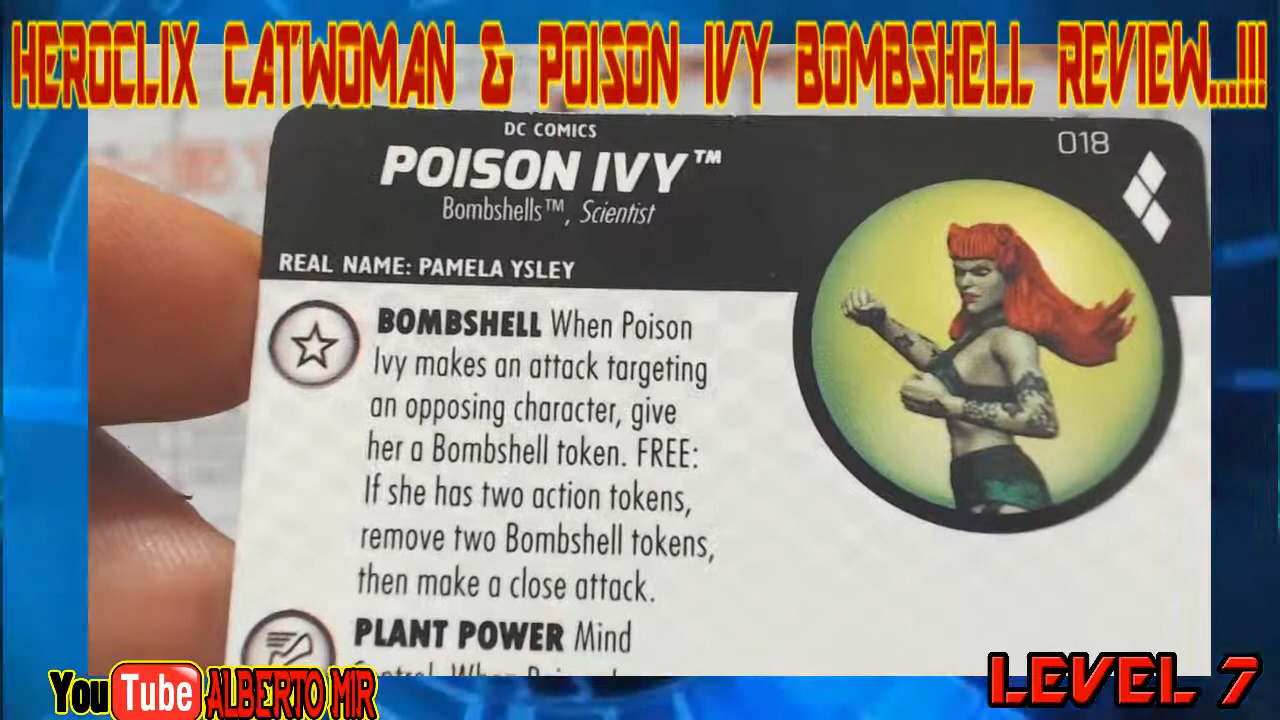 HEROCLIX CATWOMAN & POISON IVY BOMBSHELL REVIEW...!!!
DC COMICS
018
POISON IVY™
Bombshells™, Scientist
REAL NAME: PAMELA YSLEY
BOMBSHELL When Poison
Ivy makes an attack targeting
an opposing character, give
her a Bombshell token. FREE:
If she has two action tokens,
remove two Bombshell tokens,
then make a close attack.
PLANT POWER Mind
YouTube ALBERTO MIR
LEVEL 7